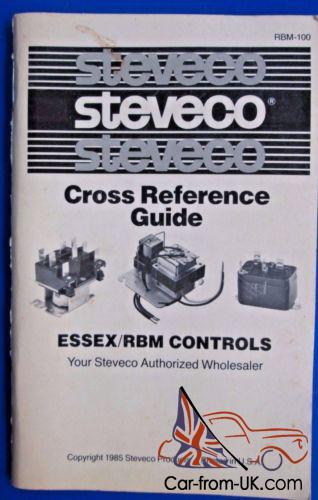 RBM-100
steveco
steveco®
steveco
Cross Reference
Guide
ESSEX/RBM CONTROLS
Your Steveco Authorized Wholesaler
Copyright 1985 Steveco in U.S.A.
Car-from-UK.com